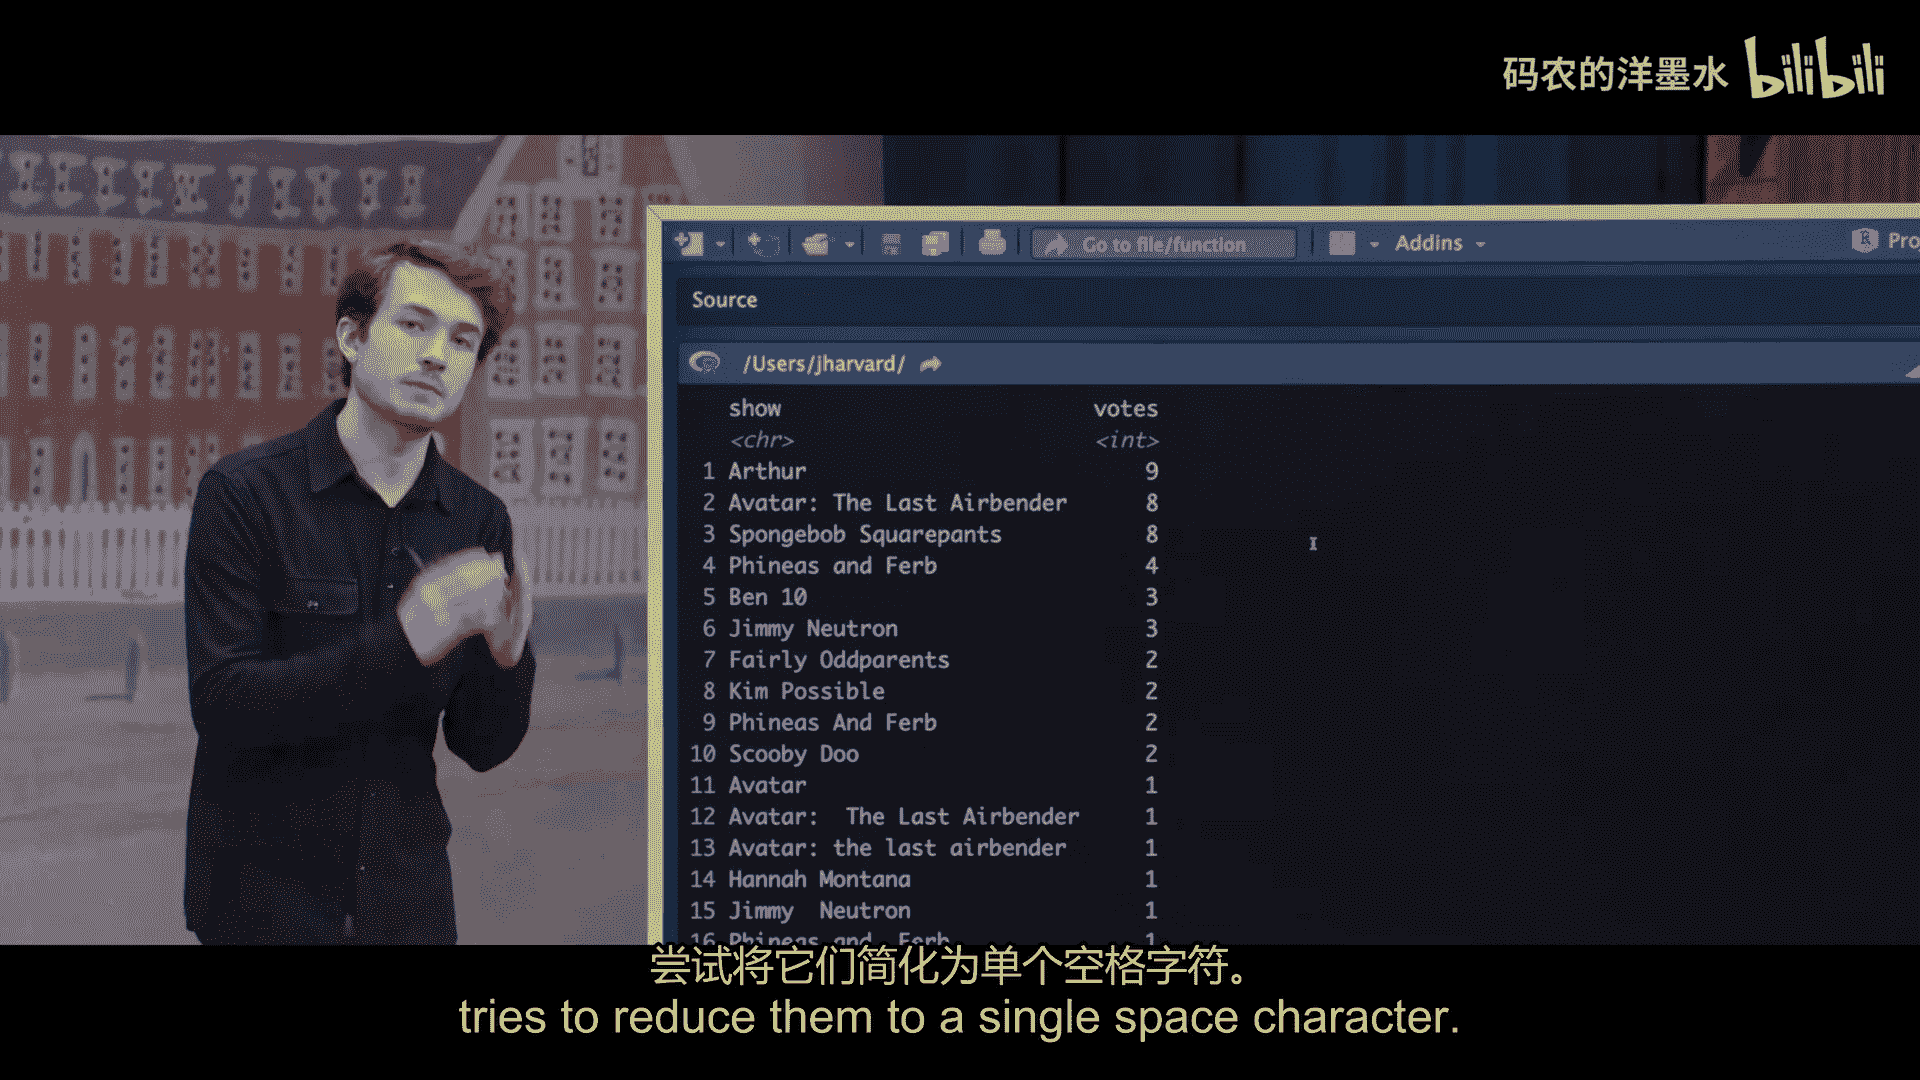 码农的洋墨水 bilibili
Go to file/function
Addins
Pro
Source
/Users/jharvard/
show votes
<chr> <int>
1 Arthur 9
2 Avatar: The Last Airbender 8
3 Spongebob Squarepants 8
4 Phineas and Ferb 4
5 Ben 10 3
6 Jimmy Neutron 3
7 Fairly Oddparents 2
8 Kim Possible 2
9 Phineas And Ferb 2
10 Scooby Doo 2
11 Avatar 1
12 Avatar:  The Last Airbender 1
13 Avatar: the last airbender 1
14 Hannah Montana 1
15 Jimmy  Neutron 1
16 Phineas and  Ferb 1
尝试将它们简化为单个空格字符。
tries to reduce them to a single space character.